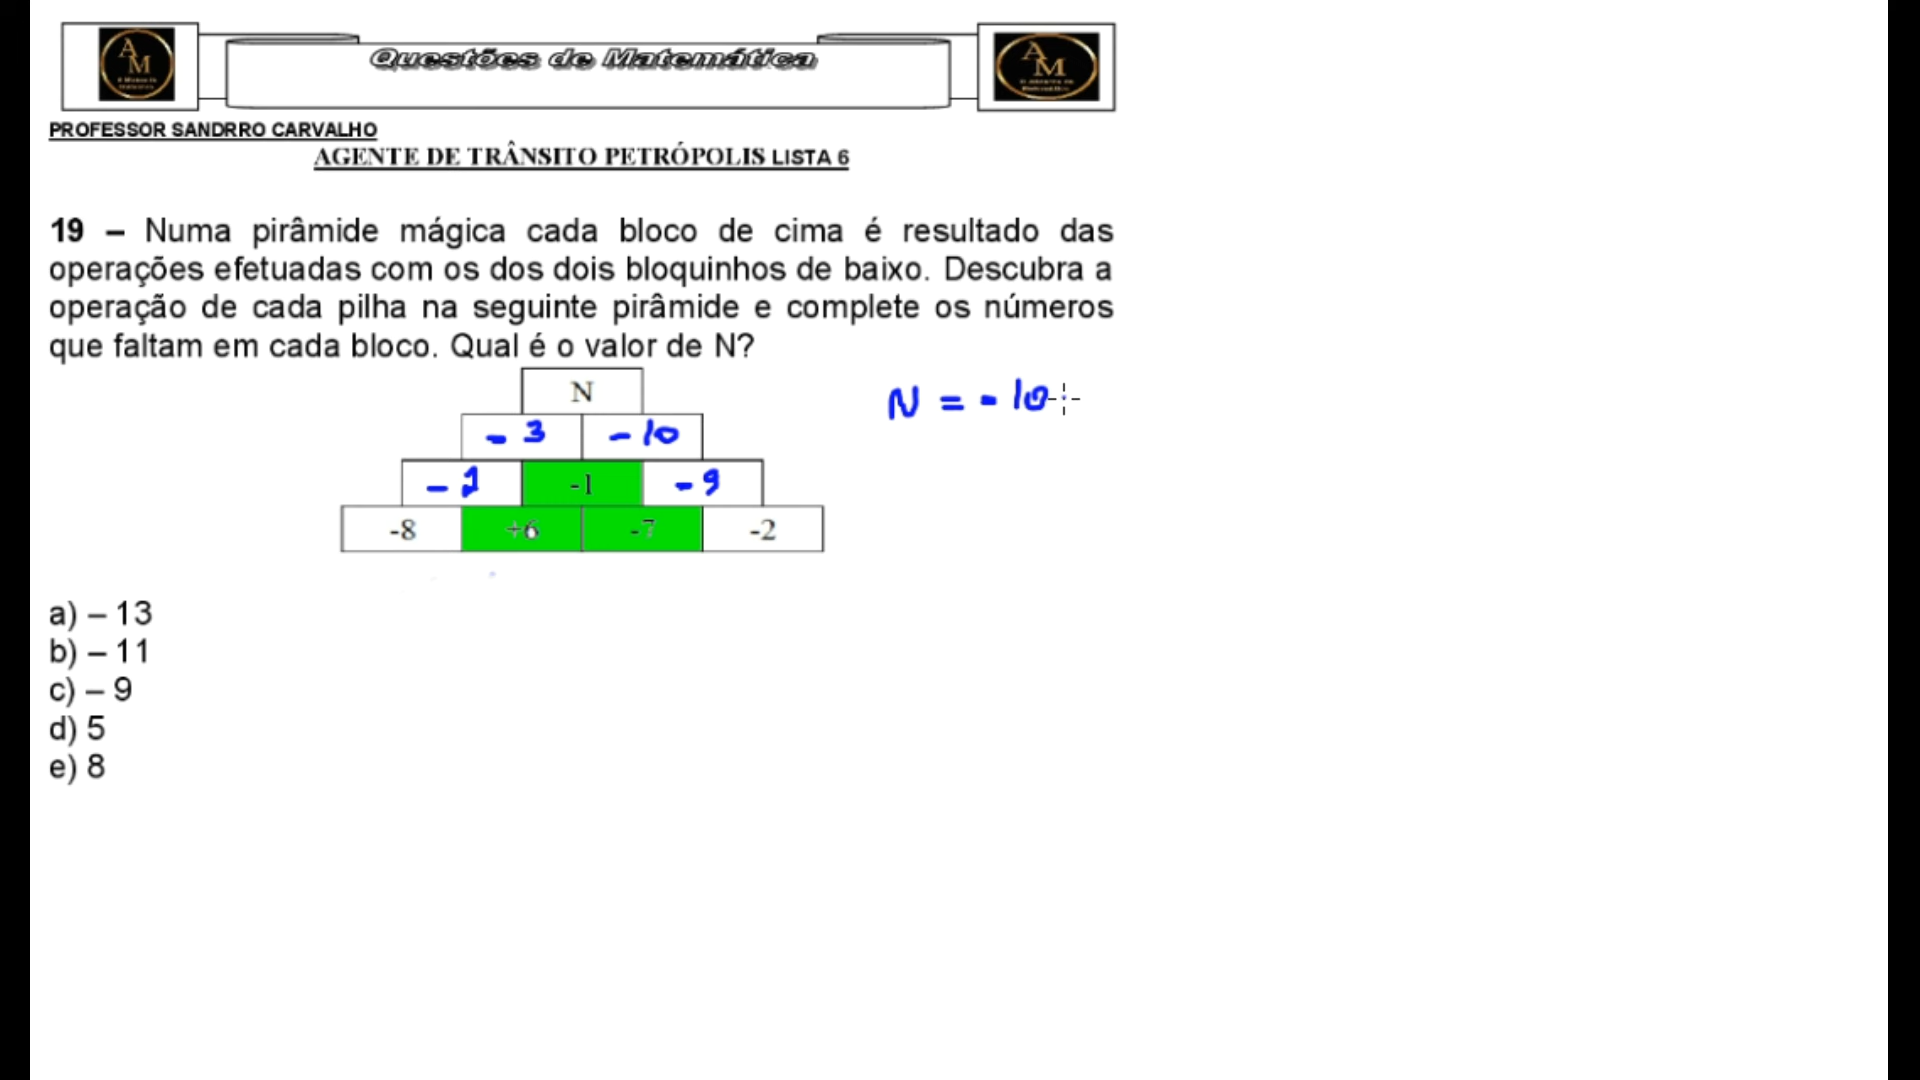 A
M
A
M
Questões de Matemática
PROFESSOR SANDRRO CARVALHO
AGENTE DE TRÂNSITO PETRÓPOLIS LISTA 6
19 – Numa pirâmide mágica cada bloco de cima é resultado das
operações efetuadas com os dos dois bloquinhos de baixo. Descubra a
operação de cada pilha na seguinte pirâmide e complete os números
que faltam em cada bloco. Qual é o valor de N?
N
N = - 10
- 3 - 10
- 2 -1 - 9
-8 +6 -7 -2
a) – 13
b) – 11
c) – 9
d) 5
e) 8